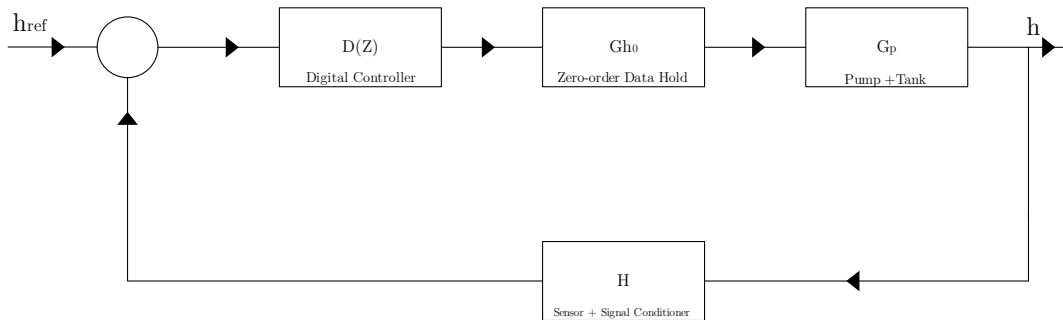 href
h
D(Z)
Digital Controller
Gh0
Zero-order Data Hold
Gp
Pump +Tank
H
Sensor + Signal Conditioner